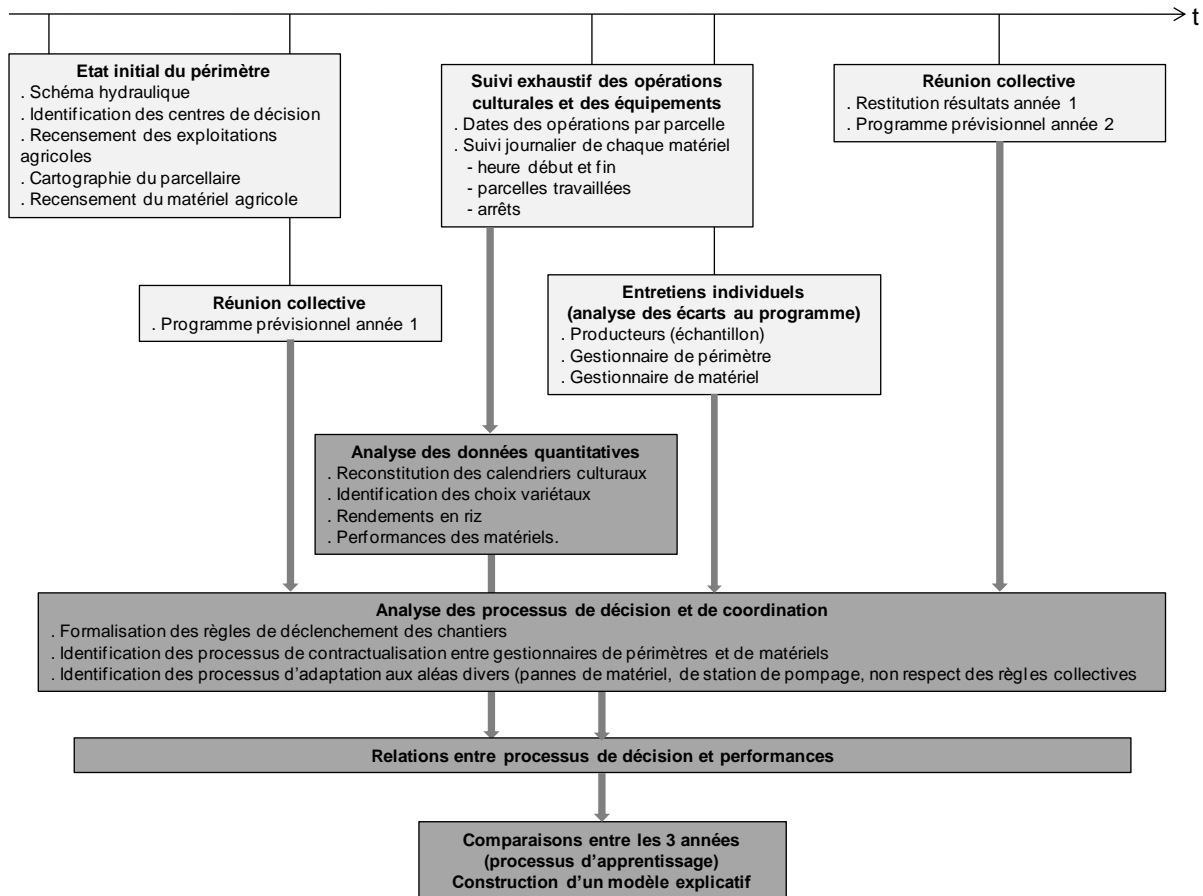 t
Etat initial du périmètre
. Schéma hydraulique
. Identification des centres de décision
. Recensement des exploitations
agricoles
. Cartographie du parcellaire
. Recensement du matériel agricole
Suivi exhaustif des opérations
culturales et des équipements
. Dates des opérations par parcelle
. Suivi journalier de chaque matériel
- heure début et fin
- parcelles travaillées
- arrêts
Réunion collective
. Restitution résultats année 1
. Programme prévisionnel année 2
Réunion collective
. Programme prévisionnel année 1
Entretiens individuels
(analyse des écarts au programme)
. Producteurs (échantillon)
. Gestionnaire de périmètre
. Gestionnaire de matériel
Analyse des données quantitatives
. Reconstitution des calendriers culturaux
. Identification des choix variétaux
. Rendements en riz
. Performances des matériels.
Analyse des processus de décision et de coordination
. Formalisation des règles de déclenchement des chantiers
. Identification des processus de contractualisation entre gestionnaires de périmètres et de matériels
. Identification des processus d'adaptation aux aléas divers (pannes de matériel, de station de pompage, non respect des règles collectives
Relations entre processus de décision et performances
Comparaisons entre les 3 années
(processus d'apprentissage)
Construction d'un modèle explicatif